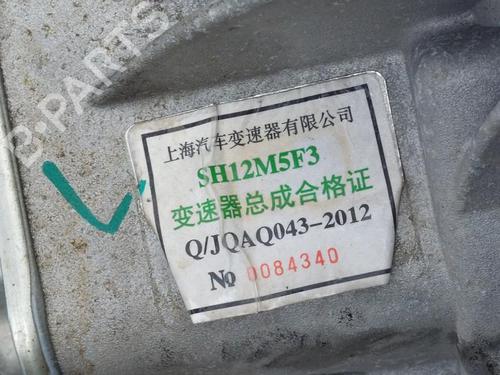 B-PARTS
上海汽车变速器有限公司
SH12M5F3
变速器总成合格证
Q/JQAQ043-2012
№ 0084340